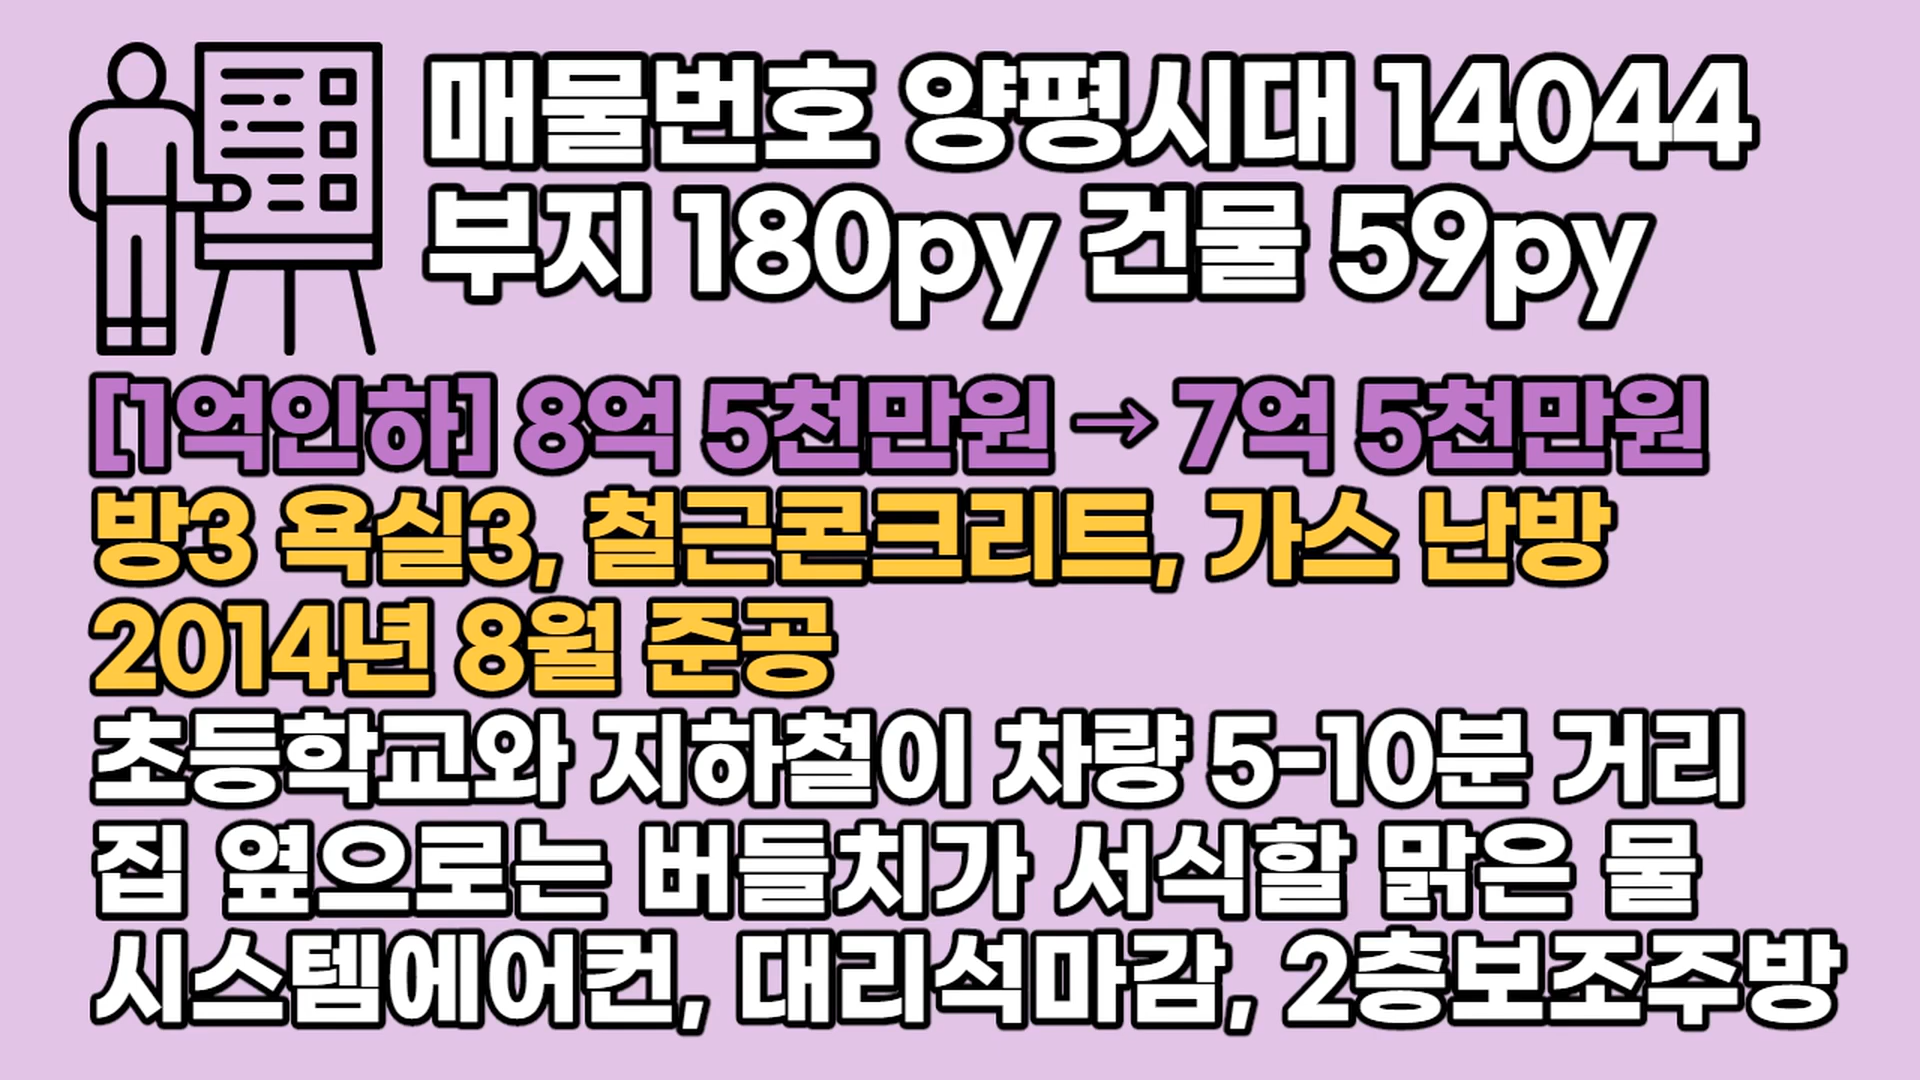 매물번호 양평시대 14044
부지 180py 건물 59py
[1억인하] 8억 5천만원 → 7억 5천만원
방3 욕실3, 철근콘크리트, 가스 난방
2014년 8월 준공
초등학교와 지하철이 차량 5-10분 거리
집 옆으로는 버들치가 서식할 맑은 물
시스템에어컨, 대리석마감, 2층보조주방